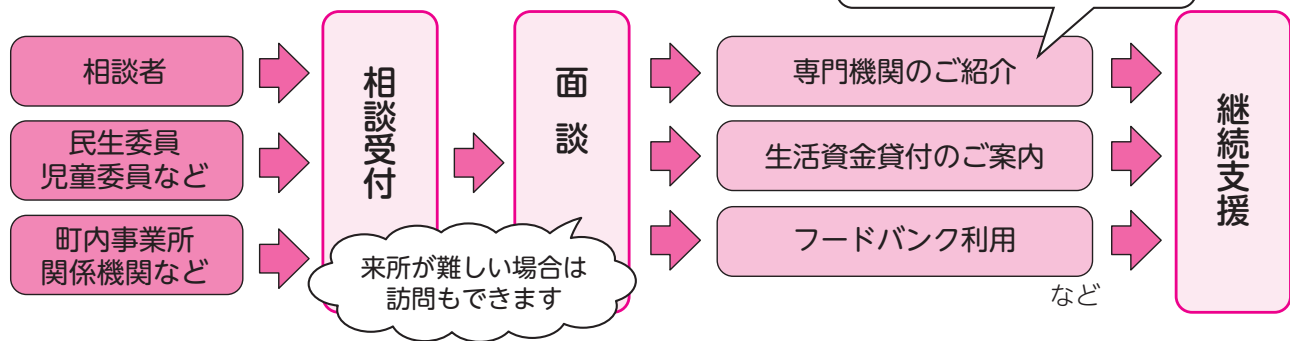 相談者
民生委員
児童委員など
町内事業所
関係機関など
相談受付
面談
来所が難しい場合は
訪問もできます
専門機関のご紹介
生活資金貸付のご案内
フードバンク利用
など
継続支援